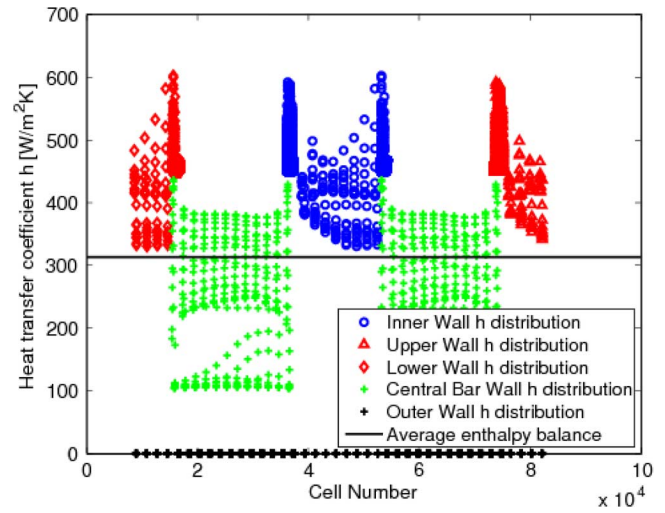 700
600
500
400
300
200
100
0
Heat transfer coefficient h [W/m²K]
Inner Wall h distribution
Upper Wall h distribution
Lower Wall h distribution
Central Bar Wall h distribution
Outer Wall h distribution
Average enthalpy balance
0 2 4 6 8 10
Cell Number
x 10⁴